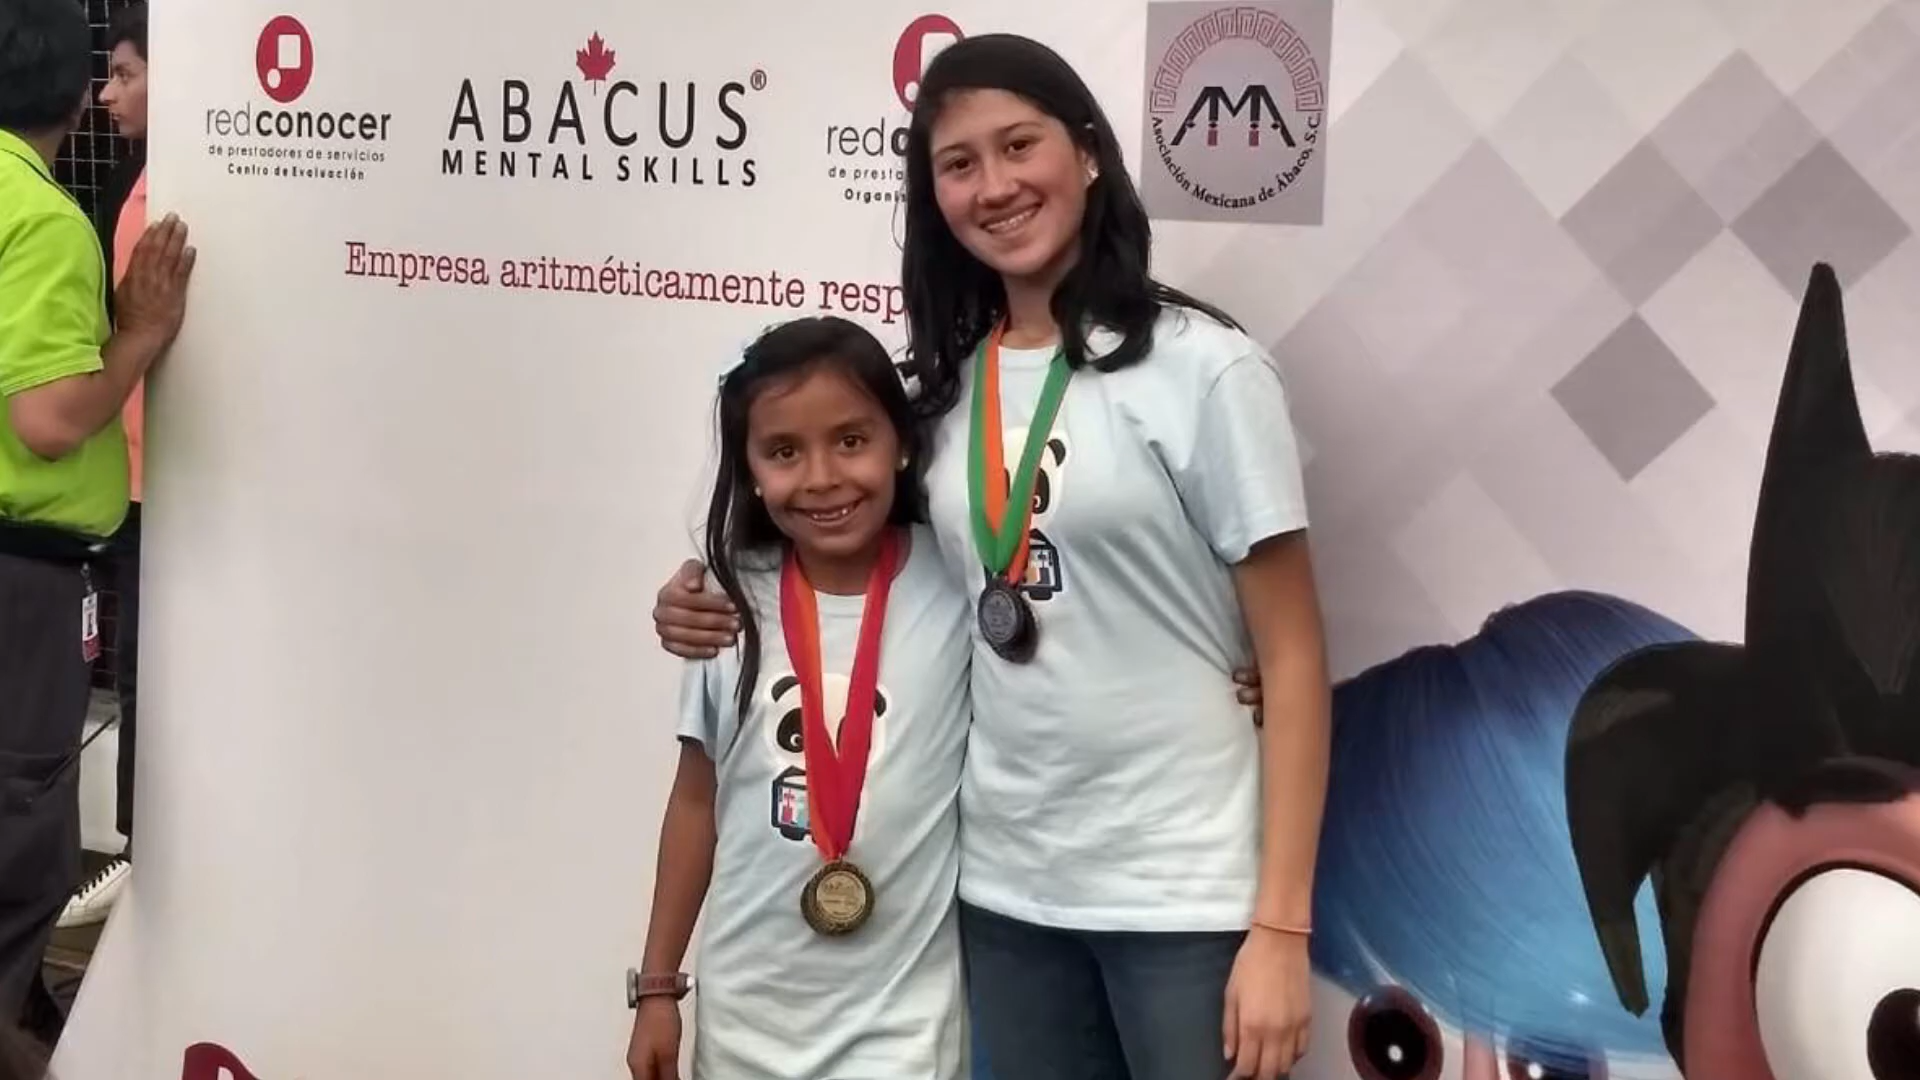 redconocer
de prestadores de servicios
Centro de Evaluación
ABACUS®
MENTAL SKILLS
red
de presta
Organis
AMA
Asociación Mexicana de Ábaco, S.C.
Empresa aritméticamente resp